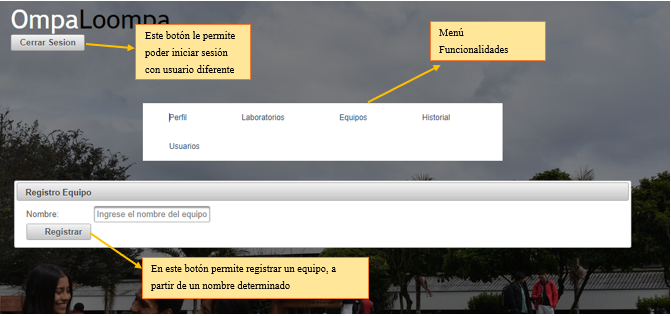 OmpaLoompa
Cerrar Sesion
Este botón le permite
poder iniciar sesión
con usuario diferente
Menú
Funcionalidades
Perfil Laboratorios Equipos Historial
Usuarios
Registro Equipo
Nombre: Ingrese el nombre del equipo
Registrar
En este botón permite registrar un equipo, a
partir de un nombre determinado